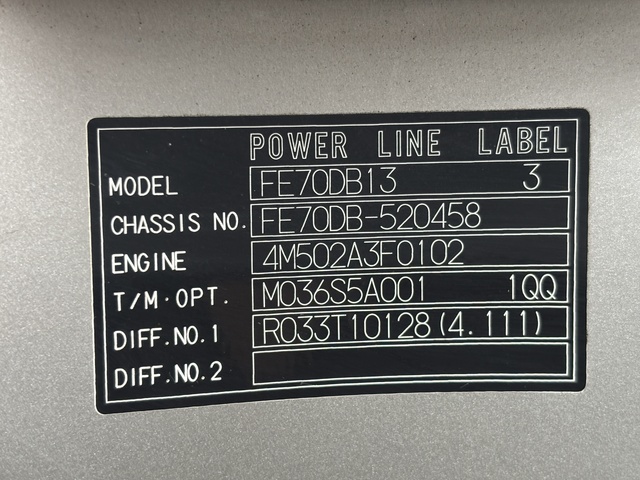 POWER LINE LABEL
MODEL FE70DB13 3
CHASSIS NO. FE70DB-520458
ENGINE 4M502A3F0102
T/M·OPT. M036S5A001 1QQ
DIFF.NO.1 R033T10128(4.111)
DIFF.NO.2